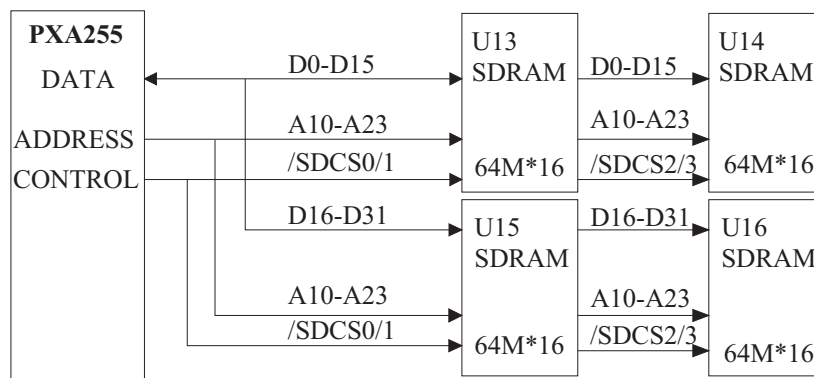 PXA255
DATA
ADDRESS
CONTROL
D0-D15
A10-A23
/SDCS0/1
D16-D31
A10-A23
/SDCS0/1
U13
SDRAM
64M*16
D0-D15
A10-A23
/SDCS2/3
U14
SDRAM
64M*16
U15
SDRAM
64M*16
D16-D31
A10-A23
/SDCS2/3
U16
SDRAM
64M*16